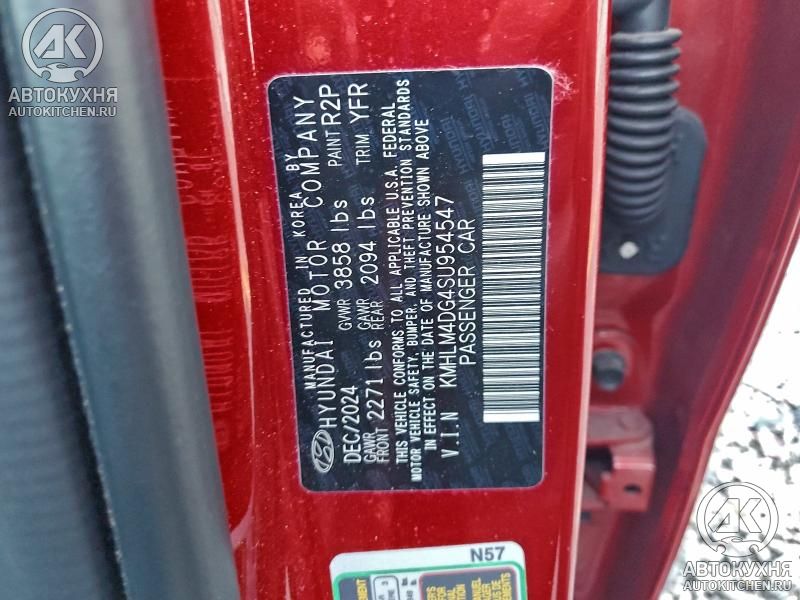 АВТОКУХНЯ
AUTOKITCHEN.RU
MANUFACTURED IN KOREA BY
HYUNDAI MOTOR COMPANY
DEC/2024 GVWR 3858 lbs PAINT R2P
GAWR FRONT 2271 lbs GAWR REAR 2094 lbs TRIM YFR
THIS VEHICLE CONFORMS TO ALL APPLICABLE U.S.A. FEDERAL
MOTOR VEHICLE SAFETY, BUMPER, AND THEFT PREVENTION STANDARDS
IN EFFECT ON THE DATE OF MANUFACTURE SHOWN ABOVE
V.I.N KMHLM4DG4SU954547
PASSENGER CAR
N57
АВТОКУХНЯ
AUTOKITCHEN.RU